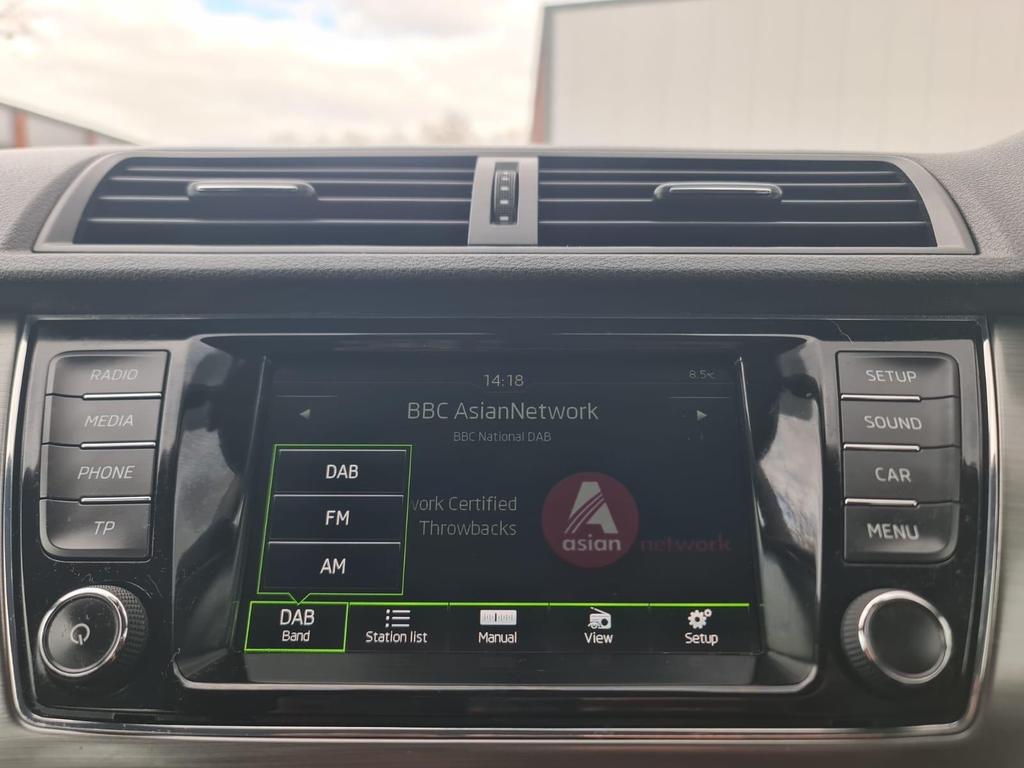 RADIO
MEDIA
PHONE
TP
14:18
8.5
BBC AsianNetwork
BBC National DAB
work Certified
Throwbacks
asian network
DAB
FM
AM
DAB
Band
Station list
Manual
View
Setup
SETUP
SOUND
CAR
MENU